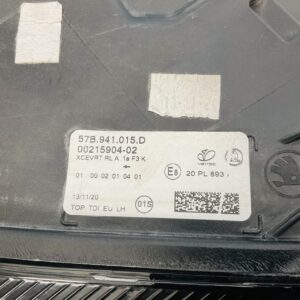 57B.941.015.D
00215904-02
XCEVRT RL A 1a F3 K
01 00 02 01 04 01
E8 20 PL 893
13/11/20
TOP TDI EU LH
01S